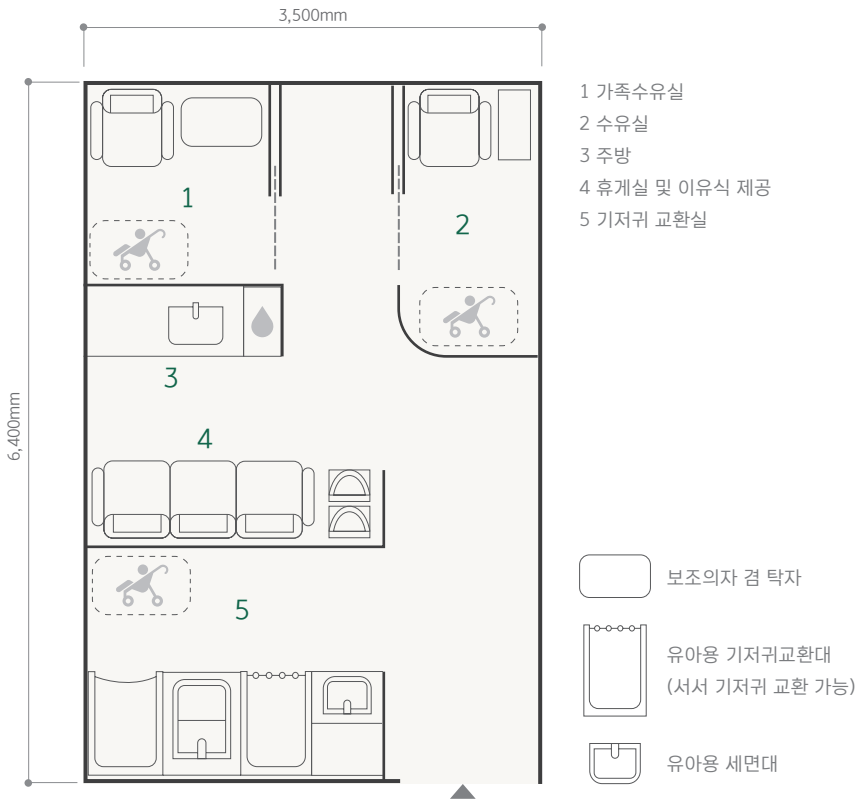 3,500mm
1 가족수유실
2 수유실
3 주방
4 휴게실 및 이유식 제공
5 기저귀 교환실
1
2
3
6,400mm
4
5
보조의자 겸 탁자
유아용 기저귀교환대
(서서 기저귀 교환 가능)
유아용 세면대